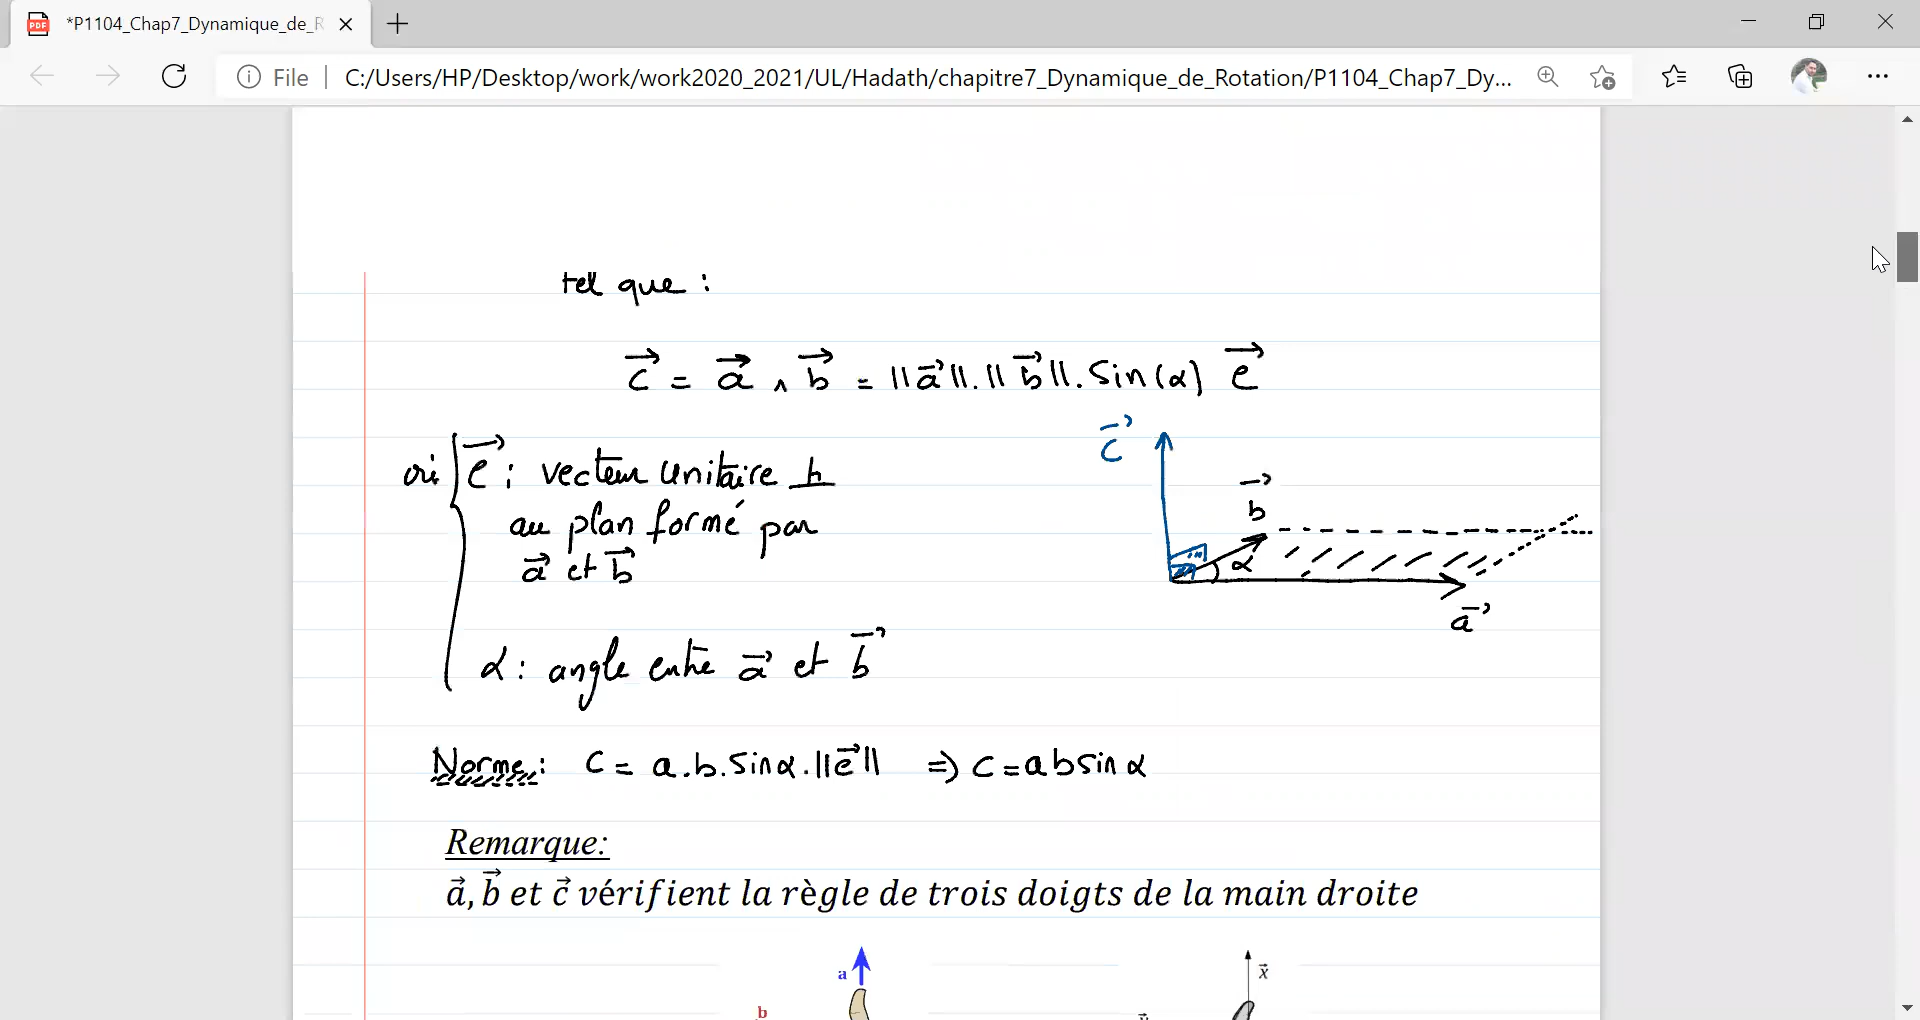 *P1104_Chap7_Dynamique_de_R
File
C:/Users/HP/Desktop/work/work2020_2021/UL/Hadath/chapitre7_Dynamique_de_Rotation/P1104_Chap7_Dy...
tel que :
c⃗ = a⃗ ∧ b⃗ = ||a⃗||.||b⃗||.Sin(α) e⃗
où e⃗ : vecteur unitaire ⊥
au plan formé par
a⃗ et b⃗
c⃗
b⃗
α
a⃗
α : angle entre a⃗ et b⃗
Norme : C = a.b.Sinα.||e⃗|| ⇒ C = a b sin α
Remarque:
a⃗, b⃗ et c⃗ vérifient la règle de trois doigts de la main droite
a
x⃗
b